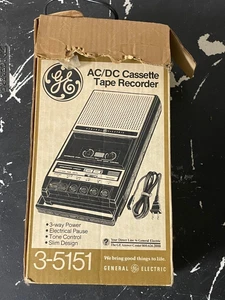 GE
AC/DC Cassette
Tape Recorder
• 3-way Power
• Electrical Pause
• Tone Control
• Slim Design
3-5151
We bring good things to life.
GENERAL ELECTRIC